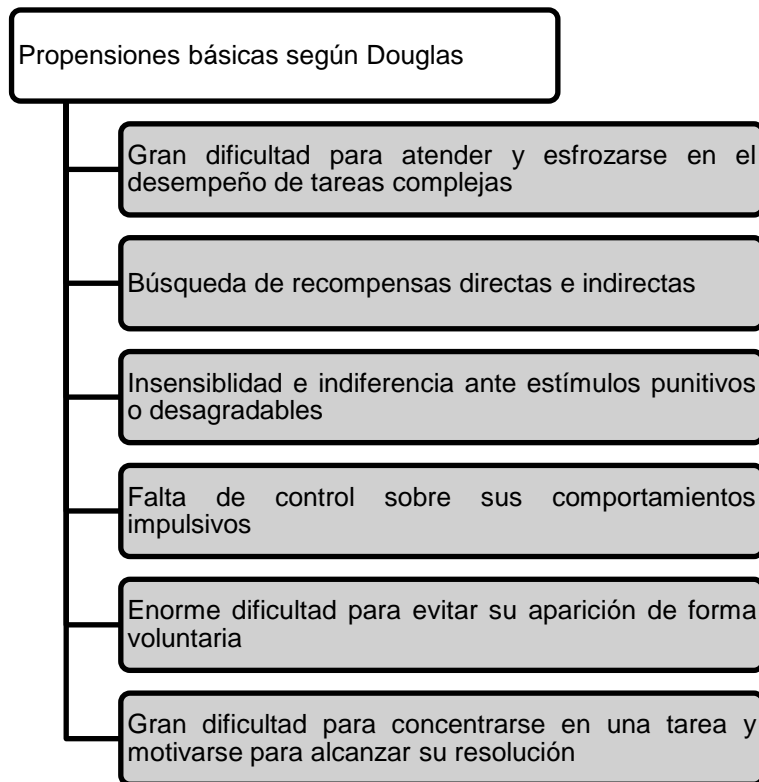 Propensiones básicas según Douglas
Gran dificultad para atender y esfrozarse en el
desempeño de tareas complejas
Búsqueda de recompensas directas e indirectas
Insensiblidad e indiferencia ante estímulos punitivos
o desagradables
Falta de control sobre sus comportamientos
impulsivos
Enorme dificultad para evitar su aparición de forma
voluntaria
Gran dificultad para concentrarse en una tarea y
motivarse para alcanzar su resolución